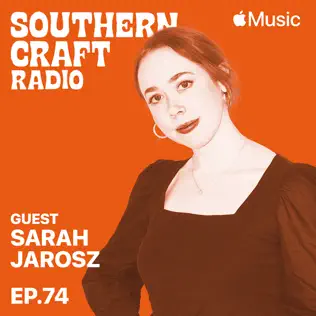 SOUTHERN
CRAFT
RADIO
Music
GUEST
SARAH
JAROSZ
EP.74